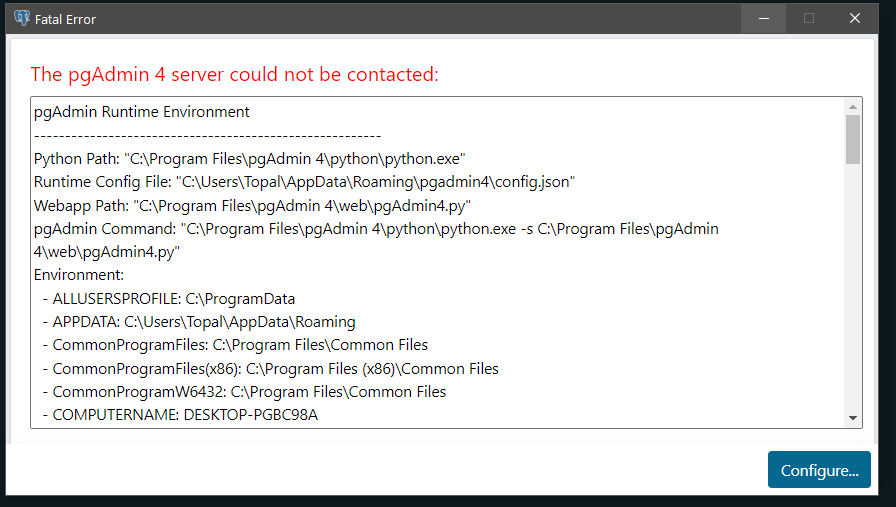 Fatal Error
The pgAdmin 4 server could not be contacted:
pgAdmin Runtime Environment
--------------------------------------------------------
Python Path: "C:\Program Files\pgAdmin 4\python\python.exe"
Runtime Config File: "C:\Users\Topal\AppData\Roaming\pgadmin4\config.json"
Webapp Path: "C:\Program Files\pgAdmin 4\web\pgAdmin4.py"
pgAdmin Command: "C:\Program Files\pgAdmin 4\python\python.exe -s C:\Program Files\pgAdmin
4\web\pgAdmin4.py"
Environment:
- ALLUSERSPROFILE: C:\ProgramData
- APPDATA: C:\Users\Topal\AppData\Roaming
- CommonProgramFiles: C:\Program Files\Common Files
- CommonProgramFiles(x86): C:\Program Files (x86)\Common Files
- CommonProgramW6432: C:\Program Files\Common Files
- COMPUTERNAME: DESKTOP-PGBC98A
Configure...